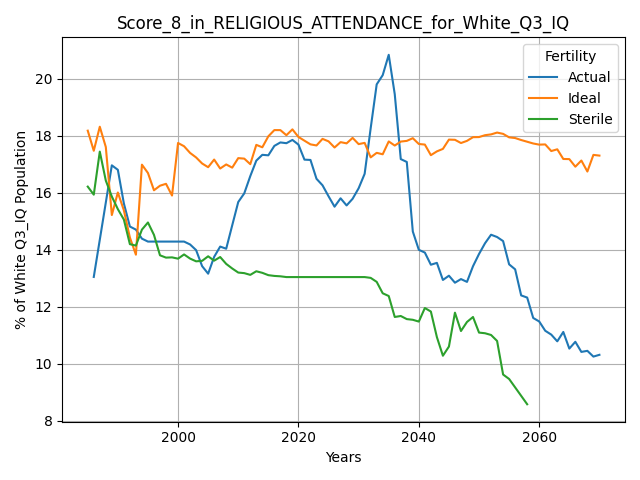 Score_8_in_RELIGIOUS_ATTENDANCE_for_White_Q3_IQ
Fertility
Actual
Ideal
Sterile
% of White Q3_IQ Population
20
18
16
14
12
10
8
2000 2020 2040 2060
Years